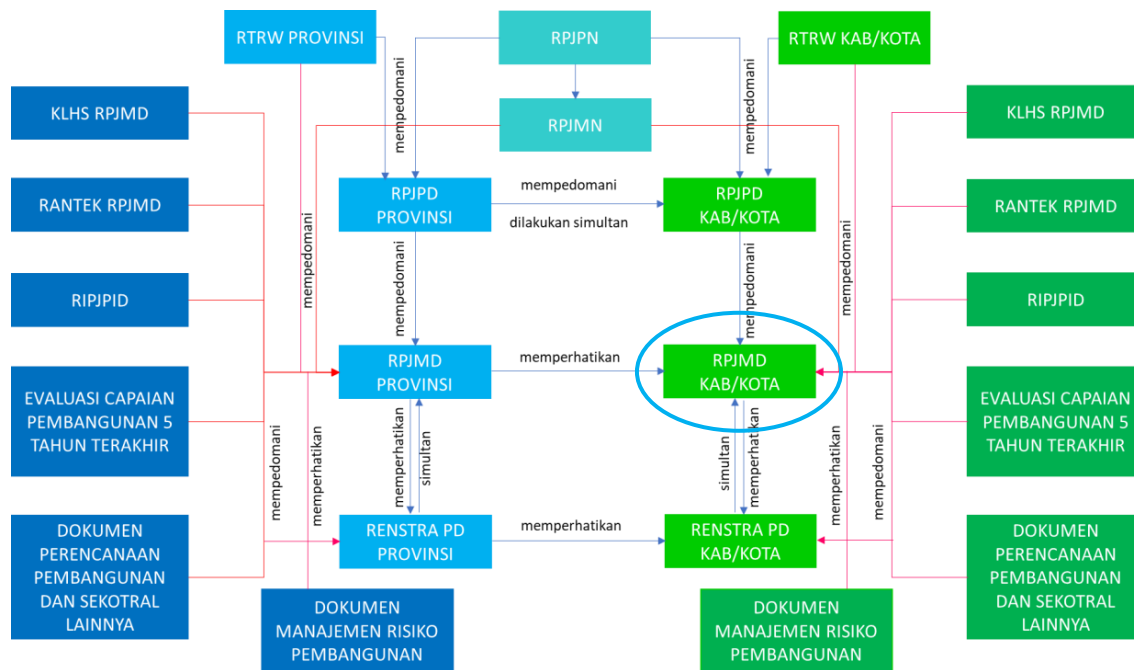 RTRW PROVINSI
RPJPN
RTRW KAB/KOTA
mempedomani
mempedomani
KLHS RPJMD
RPJMN
KLHS RPJMD
RANTEK RPJMD
RPJPD
PROVINSI
mempedomani
dilakukan simultan
RPJPD
KAB/KOTA
RANTEK RPJMD
mempedomani
mempedomani
mempedomani
mempedomani
RIPJPID
RIPJPID
RPJMD
PROVINSI
memperhatikan
RPJMD
KAB/KOTA
EVALUASI CAPAIAN
PEMBANGUNAN 5
TAHUN TERAKHIR
EVALUASI CAPAIAN
PEMBANGUNAN 5
TAHUN TERAKHIR
mempedomani
memperhatikan
memperhatikan
simultan
simultan
memperhatikan
memperhatikan
mempedomani
RENSTRA PD
PROVINSI
memperhatikan
RENSTRA PD
KAB/KOTA
DOKUMEN
PERENCANAAN
PEMBANGUNAN
DAN SEKOTRAL
LAINNYA
DOKUMEN
PERENCANAAN
PEMBANGUNAN
DAN SEKOTRAL
LAINNYA
DOKUMEN
MANAJEMEN RISIKO
PEMBANGUNAN
DOKUMEN
MANAJEMEN RISIKO
PEMBANGUNAN